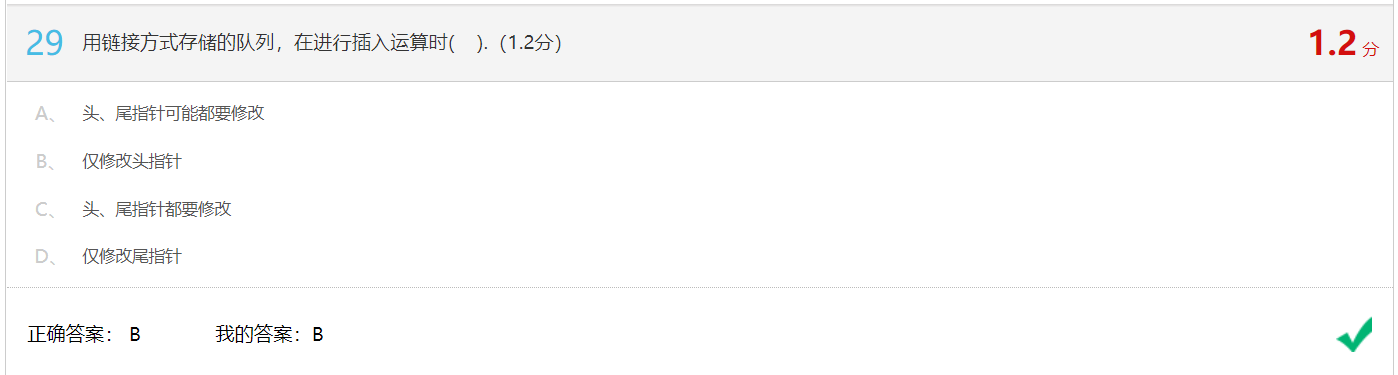 29 用链接方式存储的队列，在进行插入运算时( ).（1.2分） 1.2 分
A、 头、尾指针可能都要修改
B、 仅修改头指针
C、 头、尾指针都要修改
D、 仅修改尾指针
正确答案： B 我的答案：B